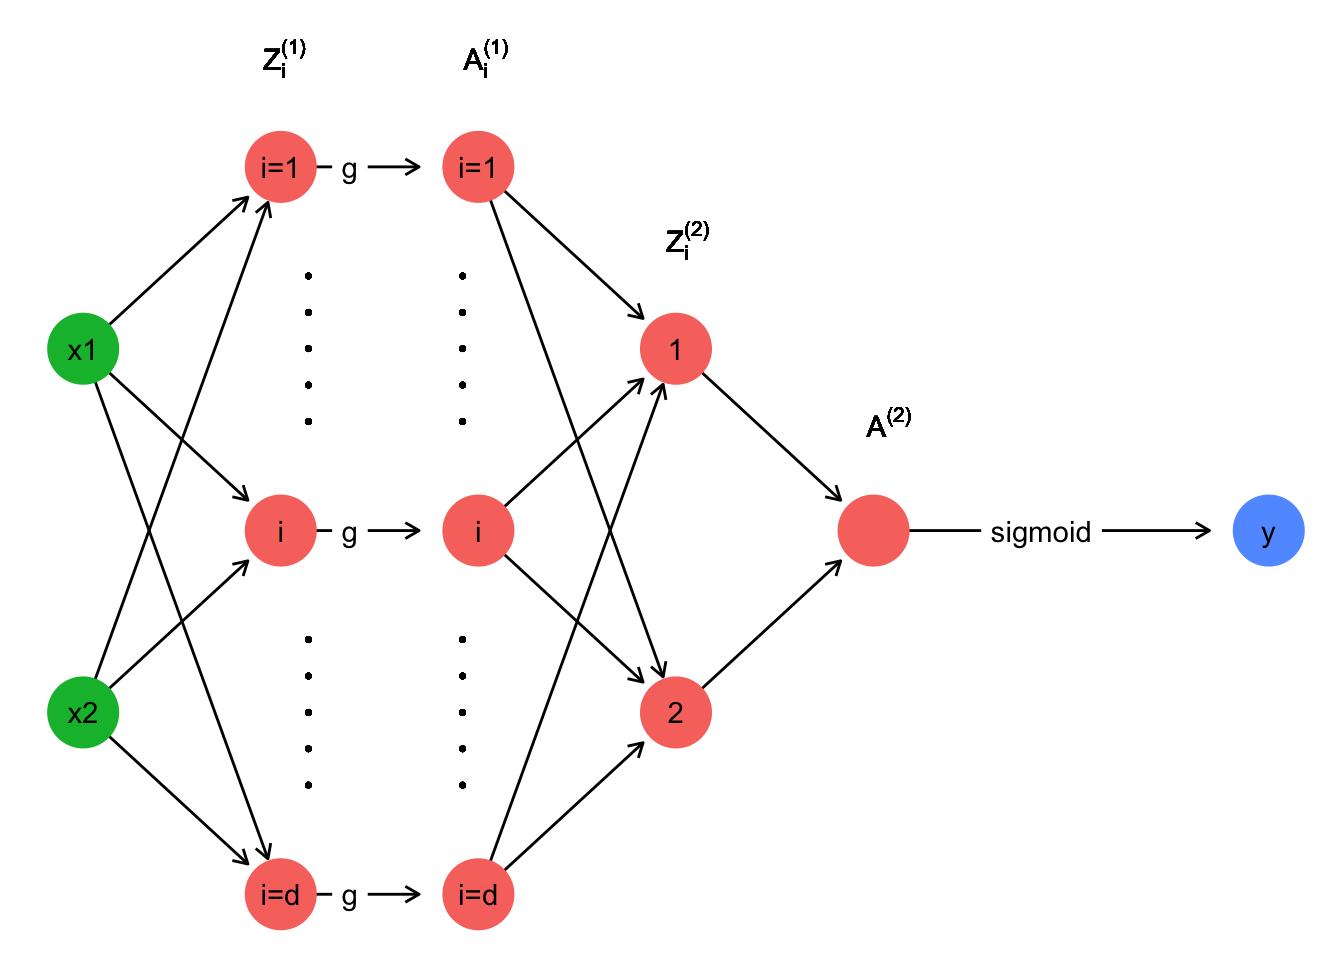 Z_i^(1) A_i^(1)
i=1 g i=1
Z_i^(2)
x1 1
A^(2)
i g i sigmoid y
x2 2
i=d g i=d